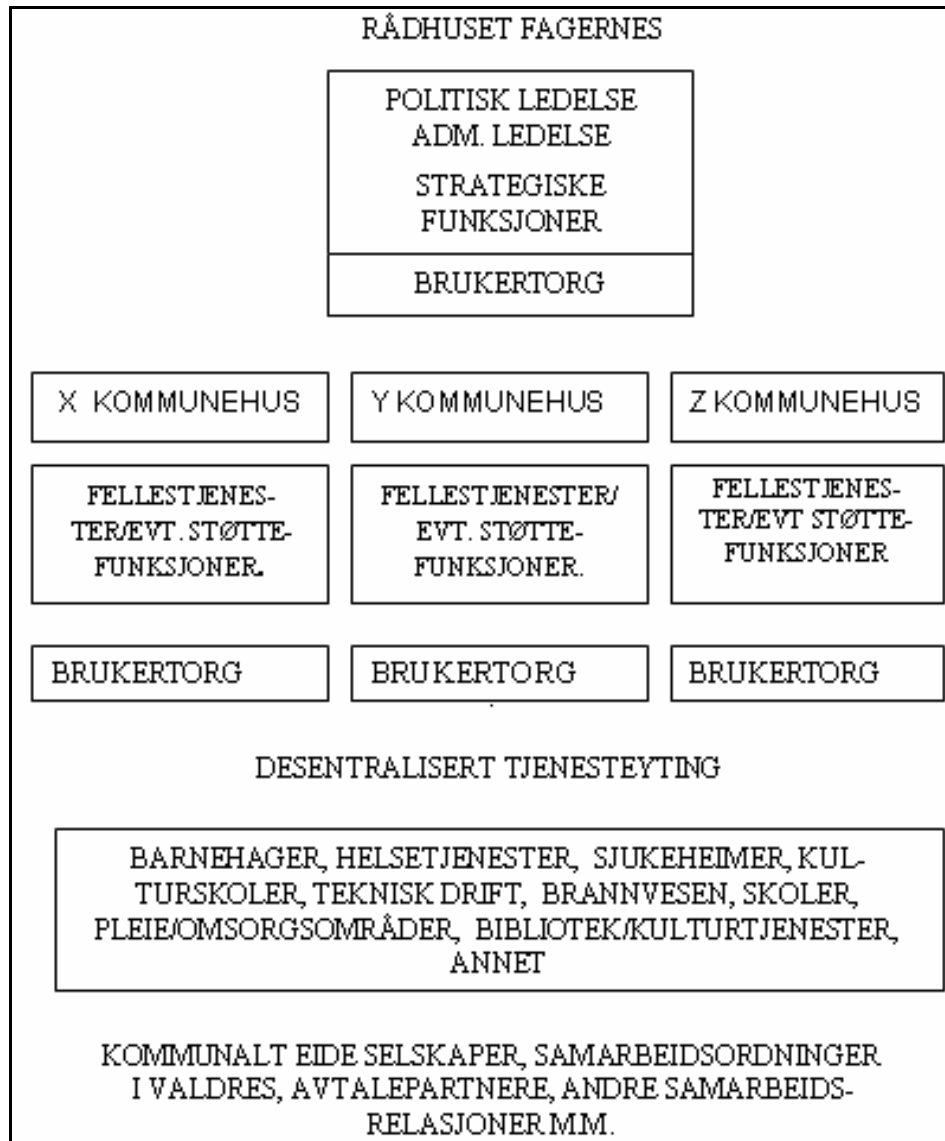 RÅDHUSET FAGERNES
POLITISK LEDELSE
ADM. LEDELSE
STRATEGISKE
FUNKSJONER
BRUKERTORG
X KOMMUNEHUS
Y KOMMUNEHUS
Z KOMMUNEHUS
FELLESTJENES-
TER/EVT. STØTTE-
FUNKSJONER.
FELLESTJENESTER/
EVT. STØTTE-
FUNKSJONER.
FELLESTJENES-
TER/EVT STØTTE-
FUNKSJONER
BRUKERTORG
BRUKERTORG
BRUKERTORG
DESENTRALISERT TJENESTEYTING
BARNEHAGER, HELSETJENESTER, SJUKEHEIMER, KUL-
TURSKOLER, TEKNISK DRIFT, BRANNVESEN, SKOLER,
PLEIE/OMSORGSOMRÅDER, BIBLIOTEK/KULTURTJENESTER,
ANNET
KOMMUNALT EIDE SELSKAPER, SAMARBEIDSORDNINGER
I VALDRES, AVTALEPARTNERE, ANDRE SAMARBEIDS-
RELASJONER M.M.